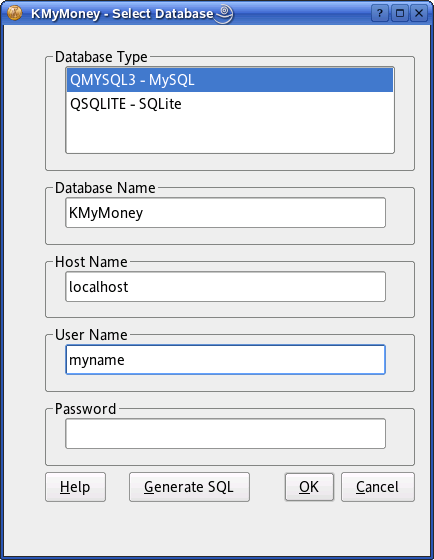 KMyMoney - Select Database
Database Type
QMYSQL3 - MySQL
QSQLITE - SQLite
Database Name
KMyMoney
Host Name
localhost
User Name
myname
Password
Help Generate SQL OK Cancel